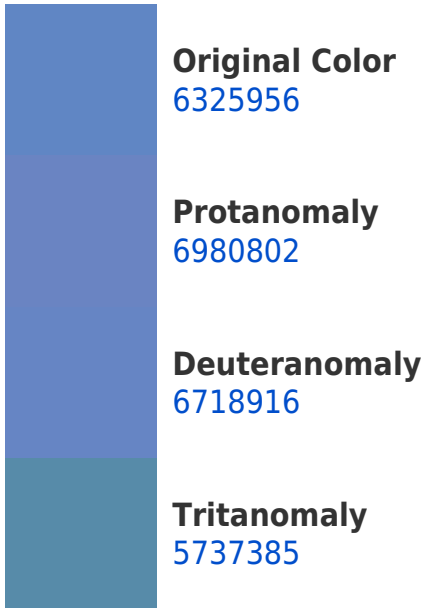 Original Color
6325956
Protanomaly
6980802
Deuteranomaly
6718916
Tritanomaly
5737385